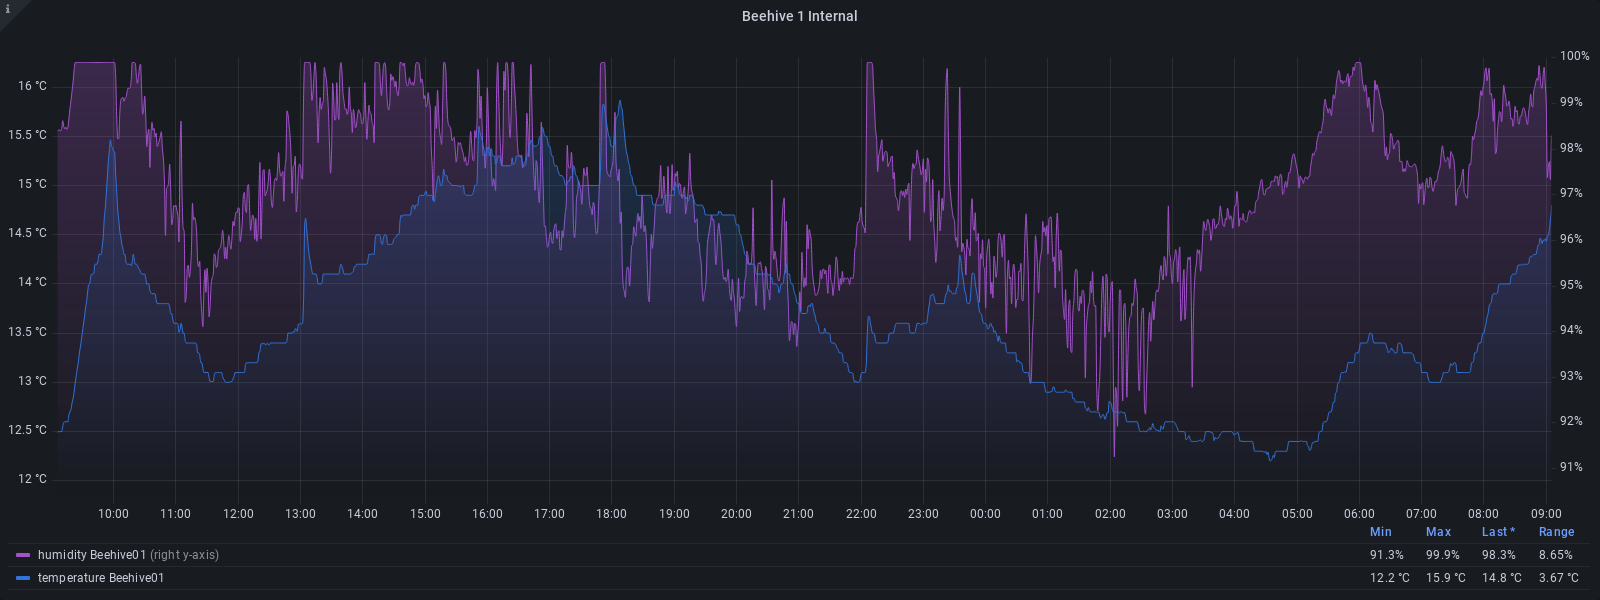 i
Beehive 1 Internal
100%
16 °C
99%
15.5 °C
98%
15 °C
97%
14.5 °C
96%
14 °C
95%
13.5 °C
94%
13 °C
93%
12.5 °C
92%
12 °C
91%
10:00 11:00 12:00 13:00 14:00 15:00 16:00 17:00 18:00 19:00 20:00 21:00 22:00 23:00 00:00 01:00 02:00 03:00 04:00 05:00 06:00 07:00 08:00 09:00
Min Max Last * Range
humidity Beehive01 (right y-axis) 91.3% 99.9% 98.3% 8.65%
temperature Beehive01 12.2 °C 15.9 °C 14.8 °C 3.67 °C